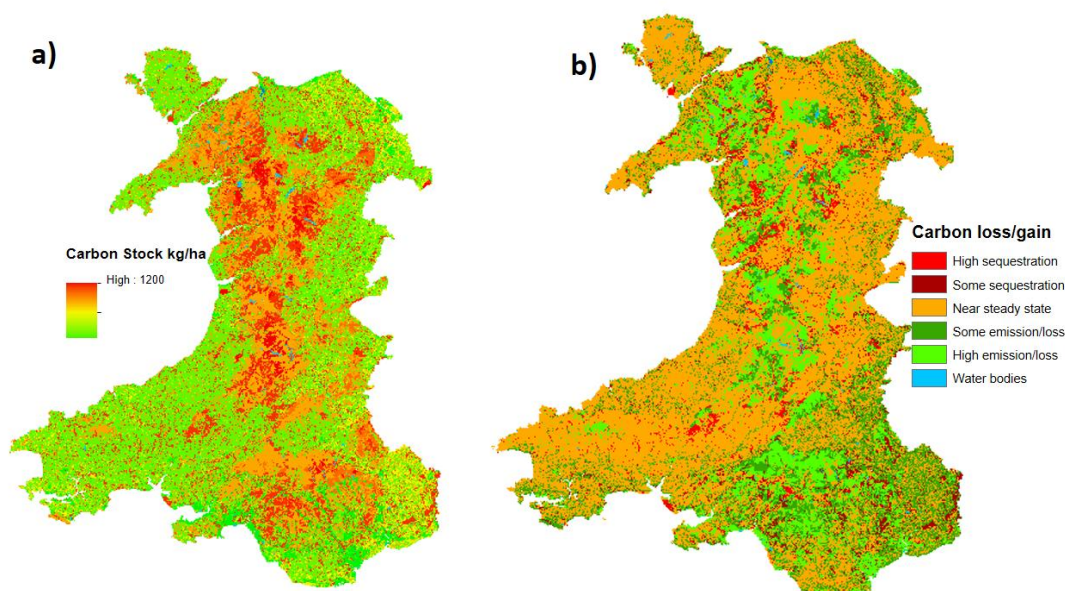 a)
Carbon Stock kg/ha
High : 1200
b)
Carbon loss/gain
High sequestration
Some sequestration
Near steady state
Some emission/loss
High emission/loss
Water bodies